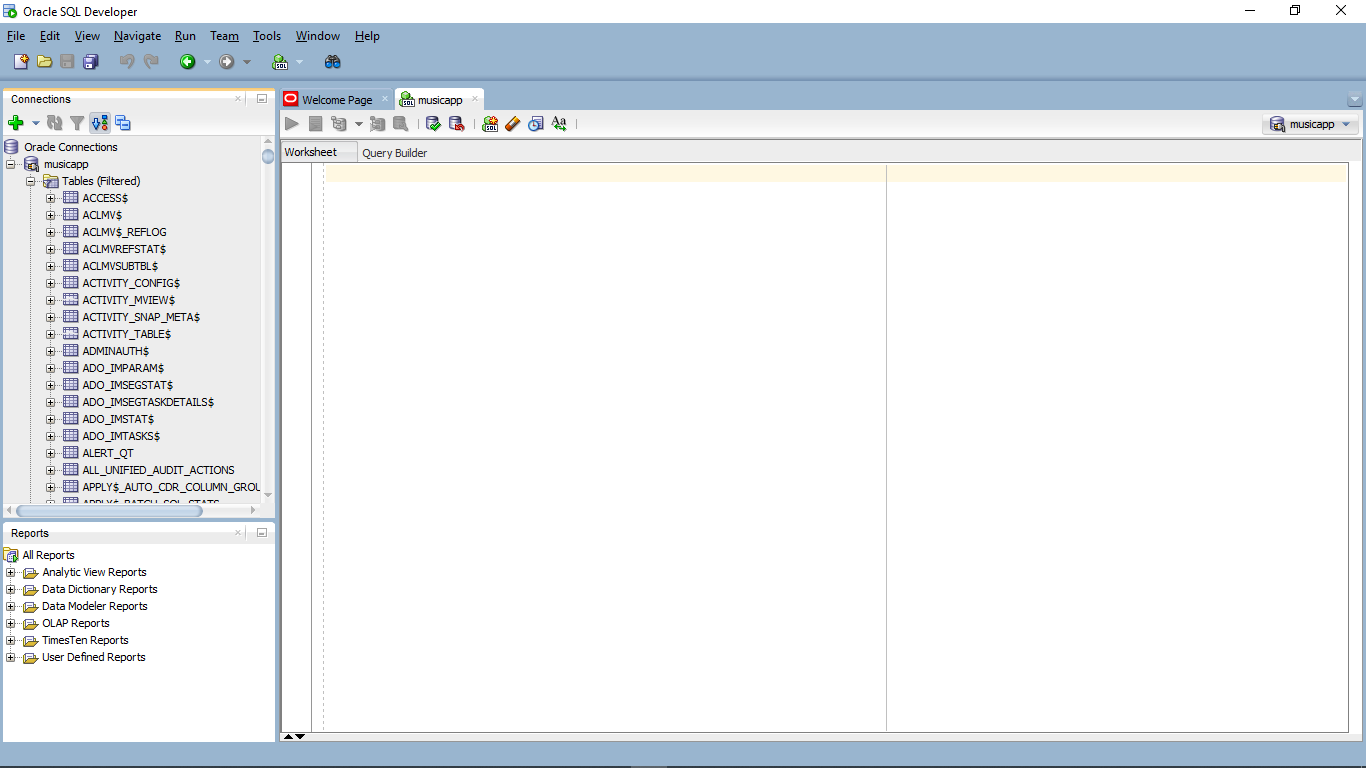 Oracle SQL Developer
File Edit View Navigate Run Team Tools Window Help
Connections
Oracle Connections
musicapp
Tables (Filtered)
ACCESS$
ACLMV$
ACLMV$_REFLOG
ACLMVREFSTAT$
ACLMVSUBTBL$
ACTIVITY_CONFIG$
ACTIVITY_MVIEW$
ACTIVITY_SNAP_META$
ACTIVITY_TABLE$
ADMINAUTH$
ADO_IMPARAM$
ADO_IMSEGSTAT$
ADO_IMSEGTASKDETAILS$
ADO_IMSTAT$
ADO_IMTASKS$
ALERT_QT
ALL_UNIFIED_AUDIT_ACTIONS
APPLY$_AUTO_CDR_COLUMN_GROU
APPLY$_BATCH_SQL_STATS
Reports
All Reports
Analytic View Reports
Data Dictionary Reports
Data Modeler Reports
OLAP Reports
TimesTen Reports
User Defined Reports
Welcome Page musicapp
musicapp
Worksheet Query Builder